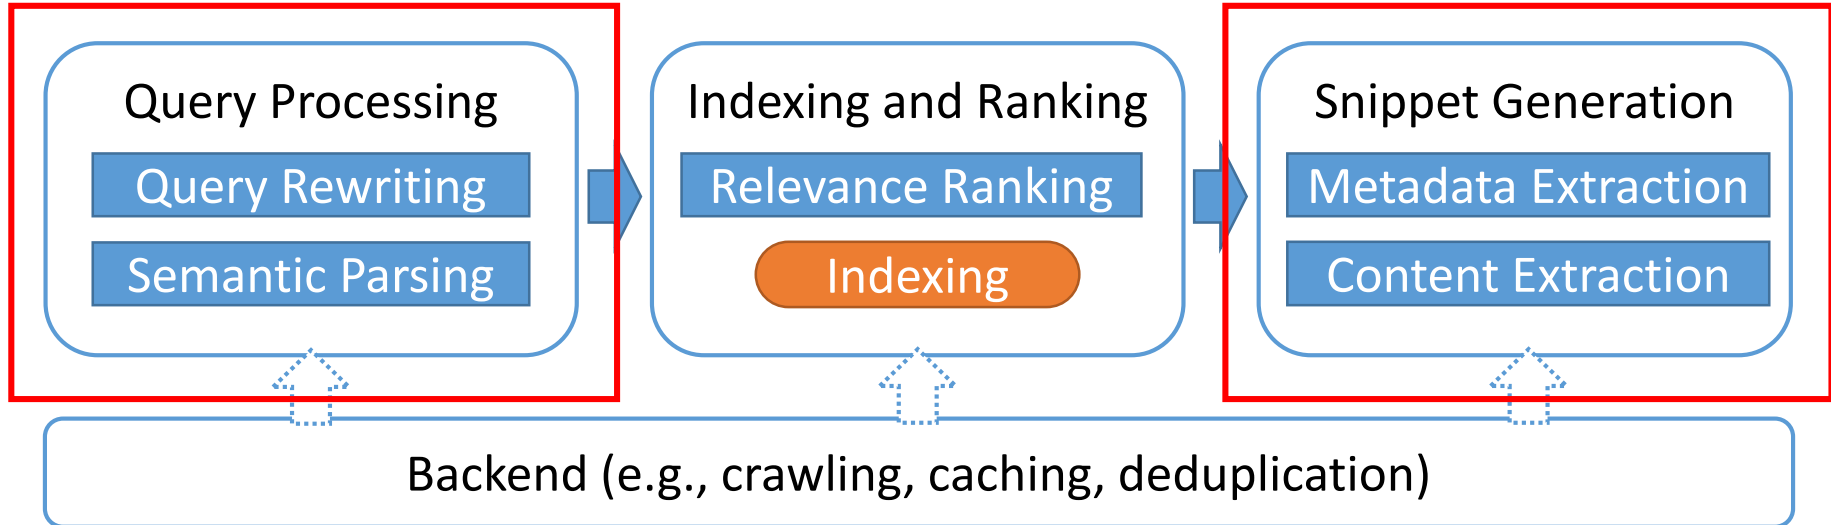 Query Processing
Query Rewriting
Semantic Parsing
Indexing and Ranking
Relevance Ranking
Indexing
Snippet Generation
Metadata Extraction
Content Extraction
Backend (e.g., crawling, caching, deduplication)